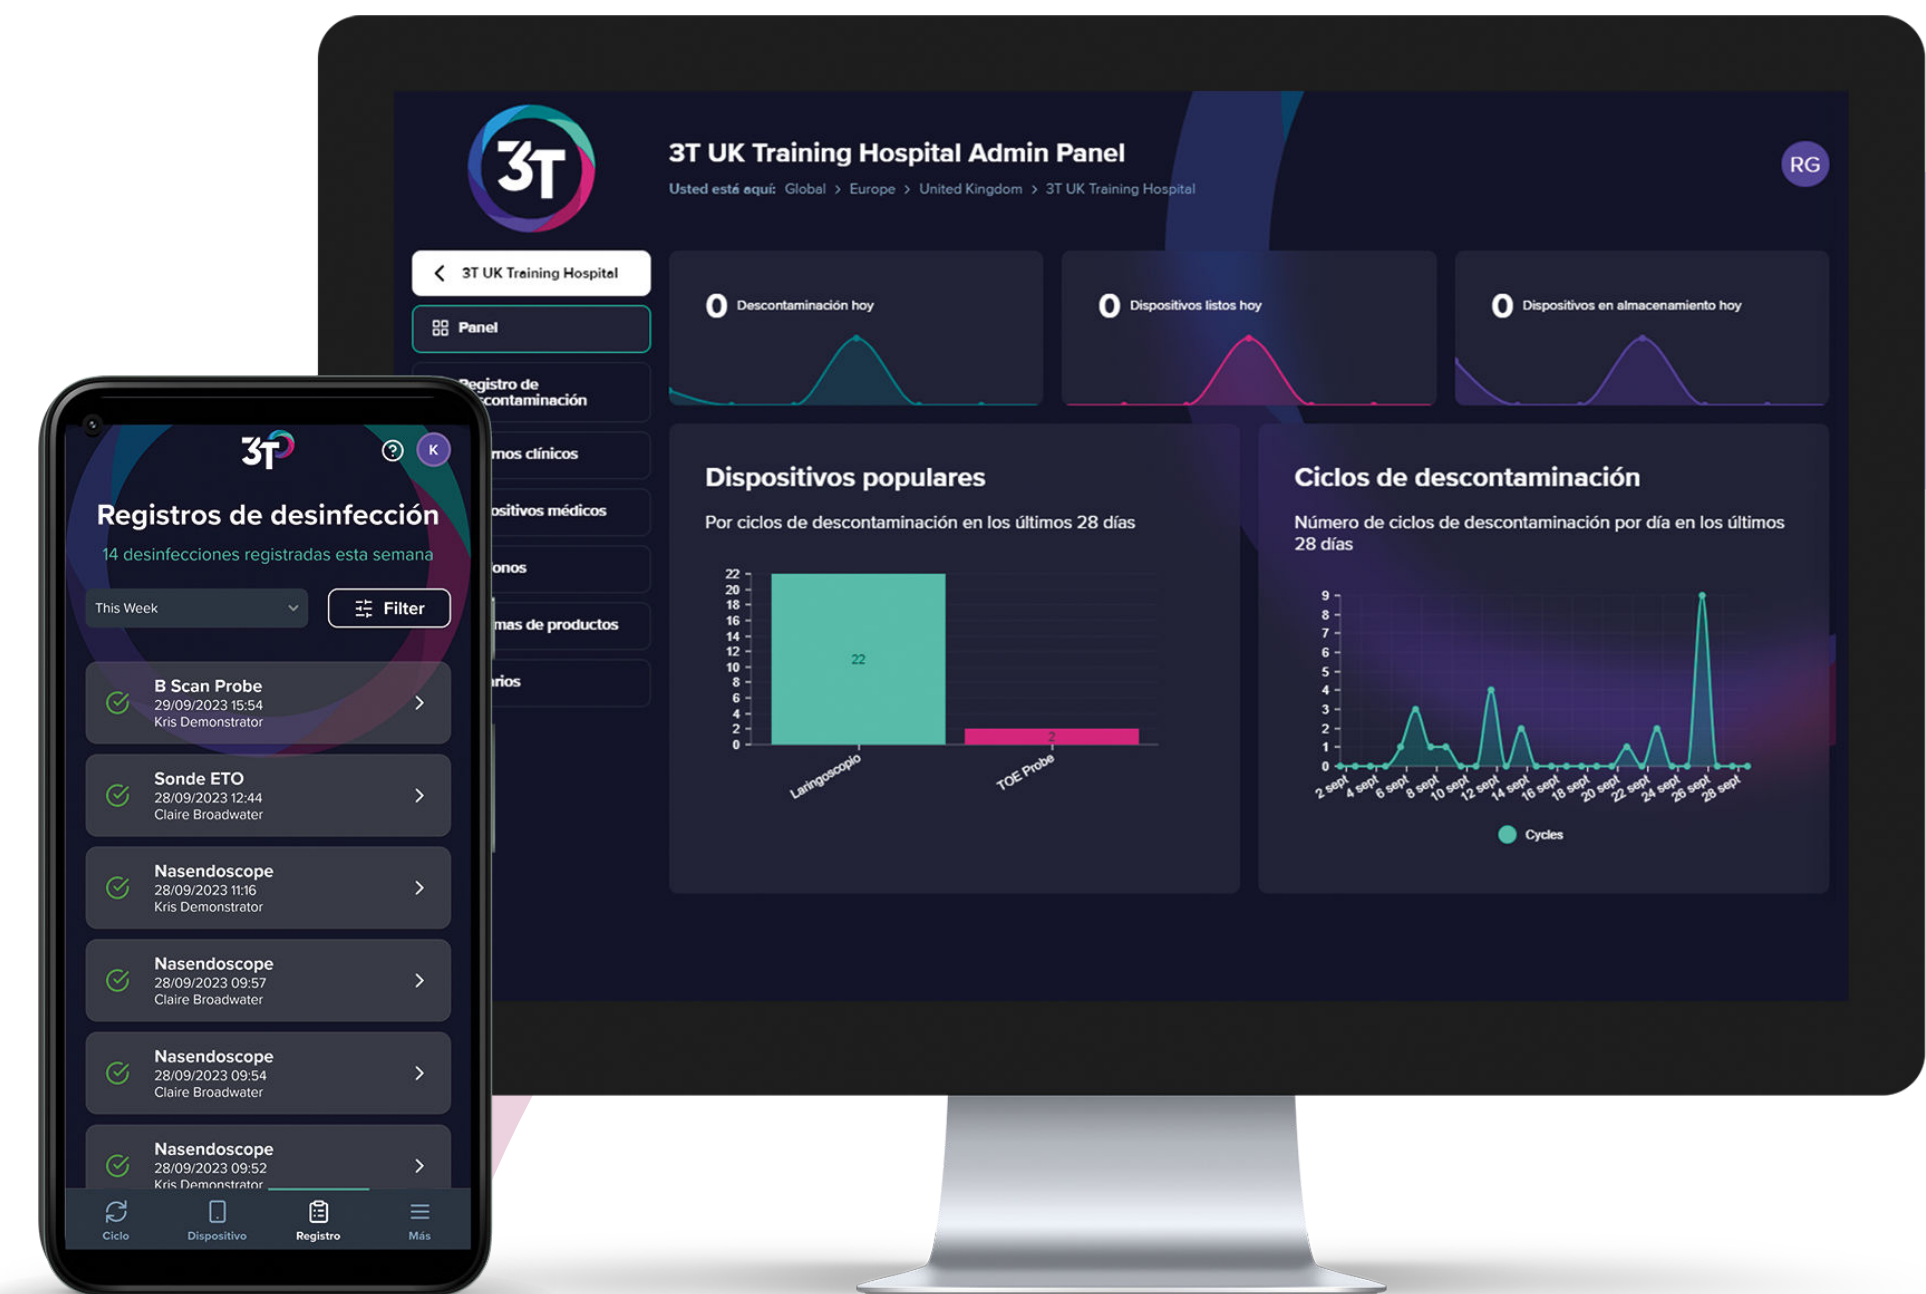 3T
3T UK Training Hospital Admin Panel
Usted está aquí: Global > Europe > United Kingdom > 3T UK Training Hospital
RG
3T UK Training Hospital
Panel
Registro de
mas de productos
clínicos
médicos
0 Descontaminación hoy
0 Dispositivos listos hoy
0 Dispositivos en almacenamiento hoy
Dispositivos populares
Por ciclos de descontaminación en los últimos 28 días
22
20
18
16
14
12
10
8
6
4
2
0
22
2
Laringoscopio
TOE Probe
Ciclos de descontaminación
Número de ciclos de descontaminación por día en los últimos
28 días
9
8
7
6
5
4
3
2
1
0
2 sept
4 sept
6 sept
8 sept
10 sept
12 sept
14 sept
16 sept
18 sept
20 sept
22 sept
24 sept
26 sept
28 sept
Cycles
3T
K
Registros de desinfección
14 desinfecciones registradas esta semana
This Week
Filter
B Scan Probe
29/09/2023 15:54
Kris Demonstrator
Sonde ETO
28/09/2023 12:44
Claire Broadwater
Nasendoscope
28/09/2023 11:16
Kris Demonstrator
Nasendoscope
28/09/2023 09:57
Claire Broadwater
Nasendoscope
28/09/2023 09:54
Claire Broadwater
Nasendoscope
28/09/2023 09:52
Kris Demonstrator
Ciclo
Dispositivo
Registro
Más